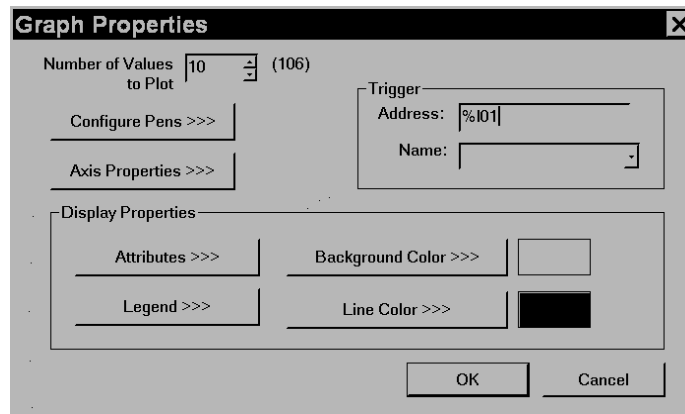 Graph Properties
Number of Values 10 (106)
to Plot
Trigger
Address: %I01
Configure Pens >>>
Name:
Axis Properties >>>
Display Properties
Attributes >>> Background Color >>>
Legend >>> Line Color >>>
OK Cancel